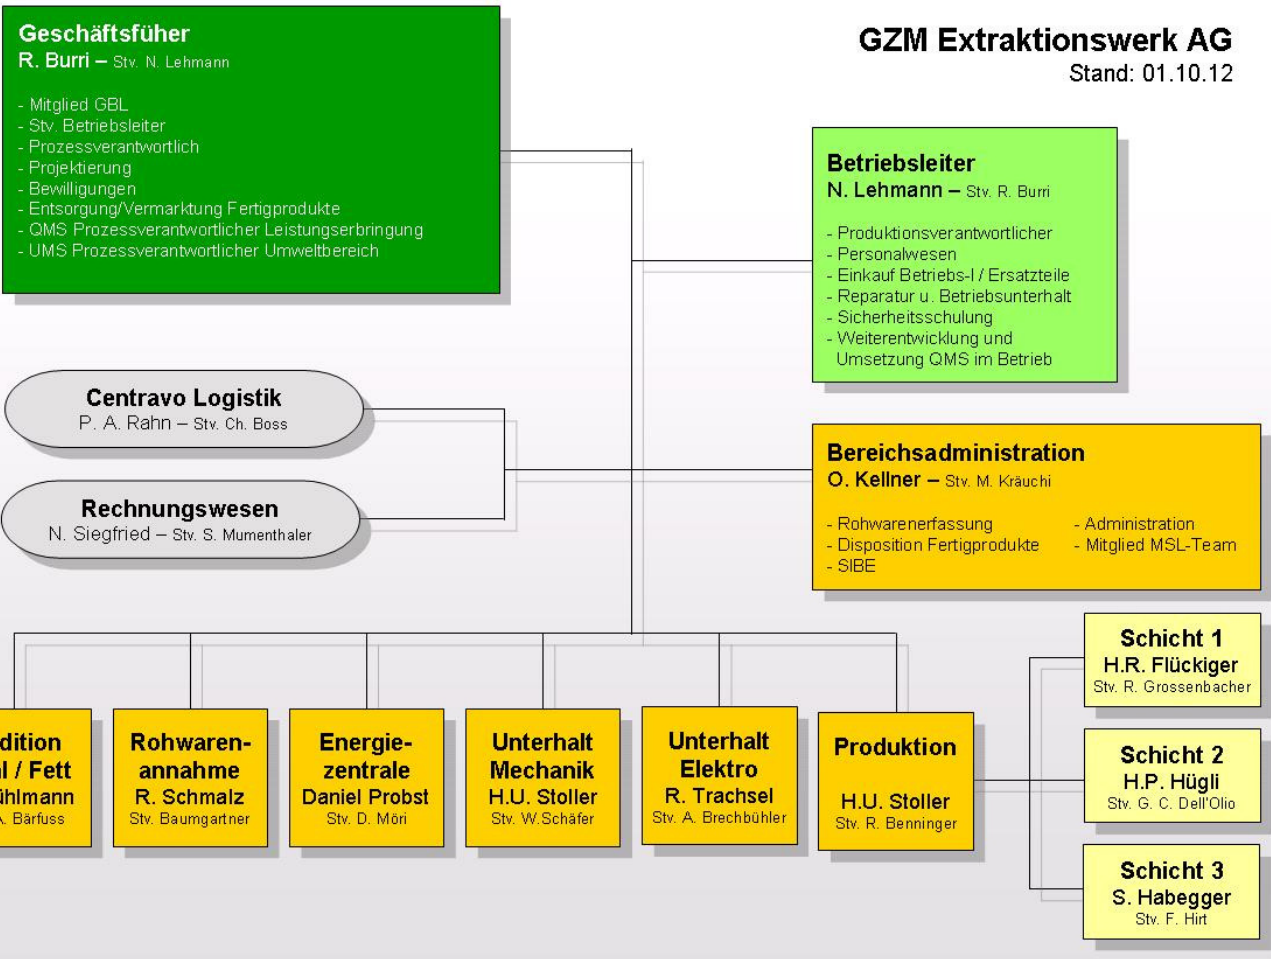 Geschäftsfüher
R. Burri – Stv. N. Lehmann
- Mitglied GBL
- Stv. Betriebsleiter
- Prozessverantwortlich
- Projektierung
- Bewilligungen
- Entsorgung/Vermarktung Fertigprodukte
- QMS Prozessverantwortlicher Leistungserbringung
- UMS Prozessverantwortlicher Umweltbereich
GZM Extraktionswerk AG
Stand: 01.10.12
Betriebsleiter
N. Lehmann – Stv. R. Burri
- Produktionsverantwortlicher
- Personalwesen
- Einkauf Betriebs-l / Ersatzteile
- Reparatur u. Betriebsunterhalt
- Sicherheitsschulung
- Weiterentwicklung und
Umsetzung QMS im Betrieb
Centravo Logistik
P. A. Rahn – Stv. Ch. Boss
Rechnungswesen
N. Siegfried – Stv. S. Mumenthaler
Bereichsadministration
O. Kellner – Stv. M. Kräuchi
- Rohwarenerfassung
- Disposition Fertigprodukte
- SIBE
- Administration
- Mitglied MSL-Team
dition
l / Fett
ühlmann
A. Bärfuss
Rohwaren-
annahme
R. Schmalz
Stv. Baumgartner
Energie-
zentrale
Daniel Probst
Stv. D. Möri
Unterhalt
Mechanik
H.U. Stoller
Stv. W.Schäfer
Unterhalt
Elektro
R. Trachsel
Stv. A. Brechbühler
Produktion
H.U. Stoller
Stv. R. Benninger
Schicht 1
H.R. Flückiger
Stv. R. Grossenbacher
Schicht 2
H.P. Hügli
Stv. G. C. Dell'Olio
Schicht 3
S. Habegger
Stv. F. Hirt